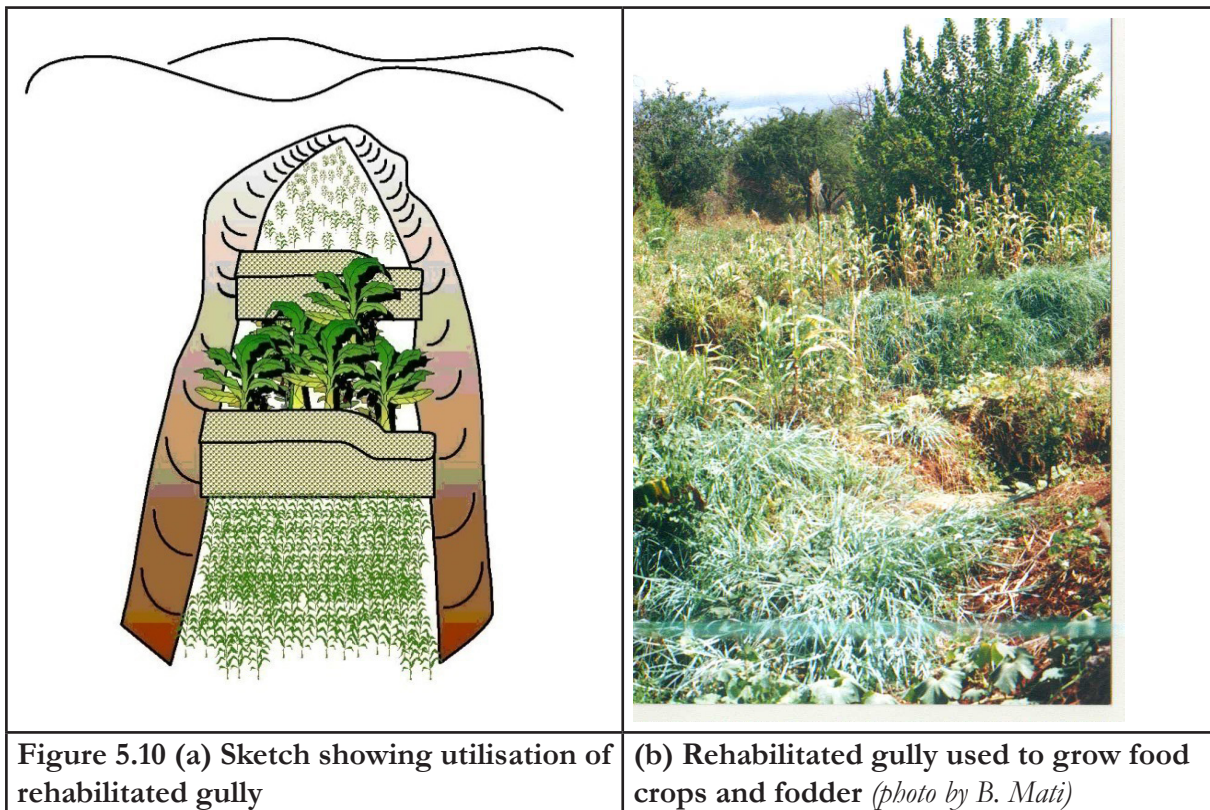 Figure 5.10 (a) Sketch showing utilisation of
rehabilitated gully
(b) Rehabilitated gully used to grow food
crops and fodder (photo by B. Mati)